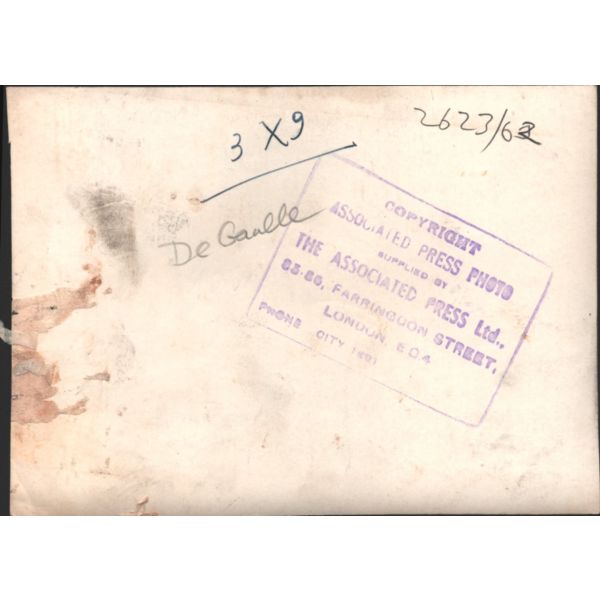 2623/62
3 X 9
De Gaulle
COPYRIGHT
ASSOCIATED PRESS PHOTO
SUPPLIED BY
THE ASSOCIATED PRESS Ltd.,
83-86, FARRINGDON STREET,
LONDON E C 4
PHONE CITY